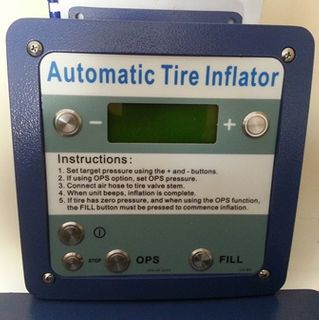 Automatic Tire Inflator
- +
Instructions:
1. Set target pressure using the + and - buttons.
2. If using OPS option, set OPS pressure.
3. Connect air hose to tire valve stem.
4. When unit beeps, inflation is complete.
5. If tire has zero pressure, and when using the OPS function,
the FILL button must be pressed to commence inflation.
STOP OPS FILL